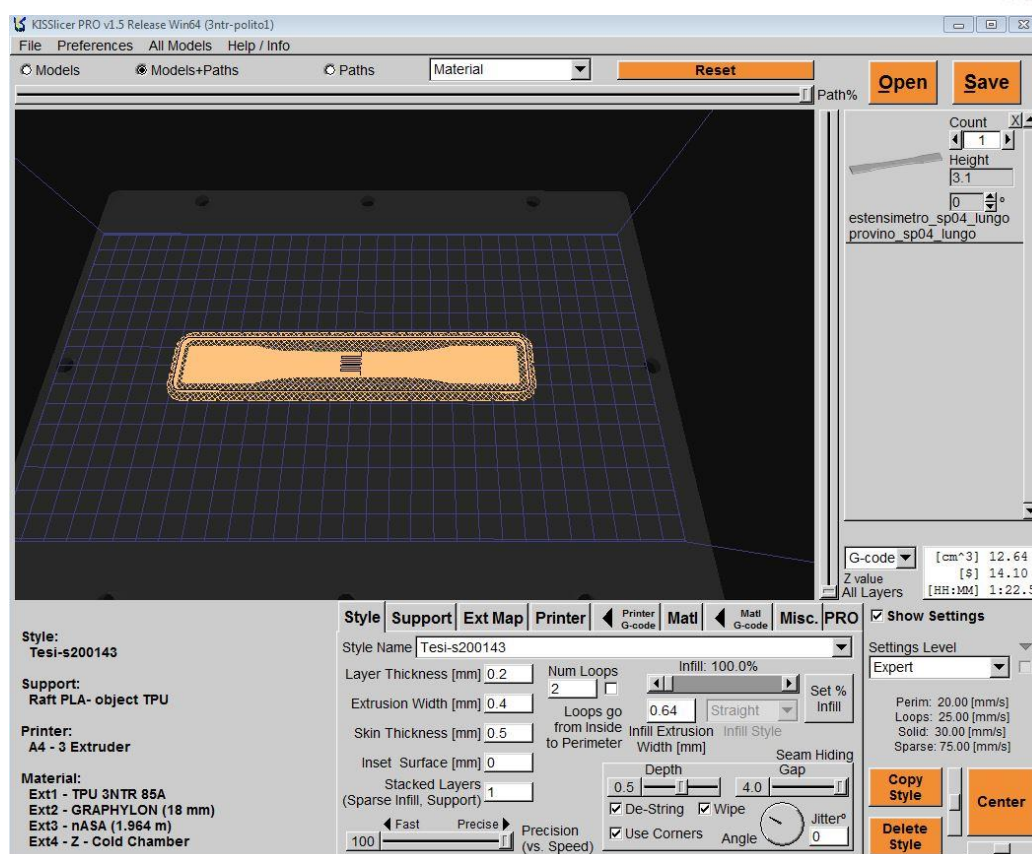 KISSlicer PRO v1.5 Release Win64 (3ntr-polito1)
File Preferences All Models Help / Info
Models Models+Paths Paths Material Reset
Path%
Open Save
Count X
1
Height
3.1
0 °
estensimetro_sp04_lungo
provino_sp04_lungo
G-code
Z value
All Layers
[cm^3] 12.64
[$] 14.10
[HH:MM] 1:22.5
Style:
Tesi-s200143
Support:
Raft PLA- object TPU
Printer:
A4 - 3 Extruder
Material:
Ext1 - TPU 3NTR 85A
Ext2 - GRAPHYLON (18 mm)
Ext3 - nASA (1.964 m)
Ext4 - Z - Cold Chamber
Style Support Ext Map Printer Printer G-code Matl Matl G-code Misc. PRO
Style Name Tesi-s200143
Layer Thickness [mm] 0.2
Extrusion Width [mm] 0.4
Skin Thickness [mm] 0.5
Inset Surface [mm] 0
Stacked Layers
(Sparse Infill, Support) 1
Fast Precise
100
Precision
(vs. Speed)
Num Loops
2
Loops go
from Inside
to Perimeter
Infill: 100.0%
0.64 Straight
Infill Extrusion Width [mm]
Infill Style
Set %
Infill
Seam Hiding
Depth Gap
0.5 4.0
De-String Wipe
Use Corners
Angle
Jitter°
0
Show Settings
Settings Level
Expert
Perim: 20.00 [mm/s]
Loops: 25.00 [mm/s]
Solid: 30.00 [mm/s]
Sparse: 75.00 [mm/s]
Copy
Style
Center
Delete
Style